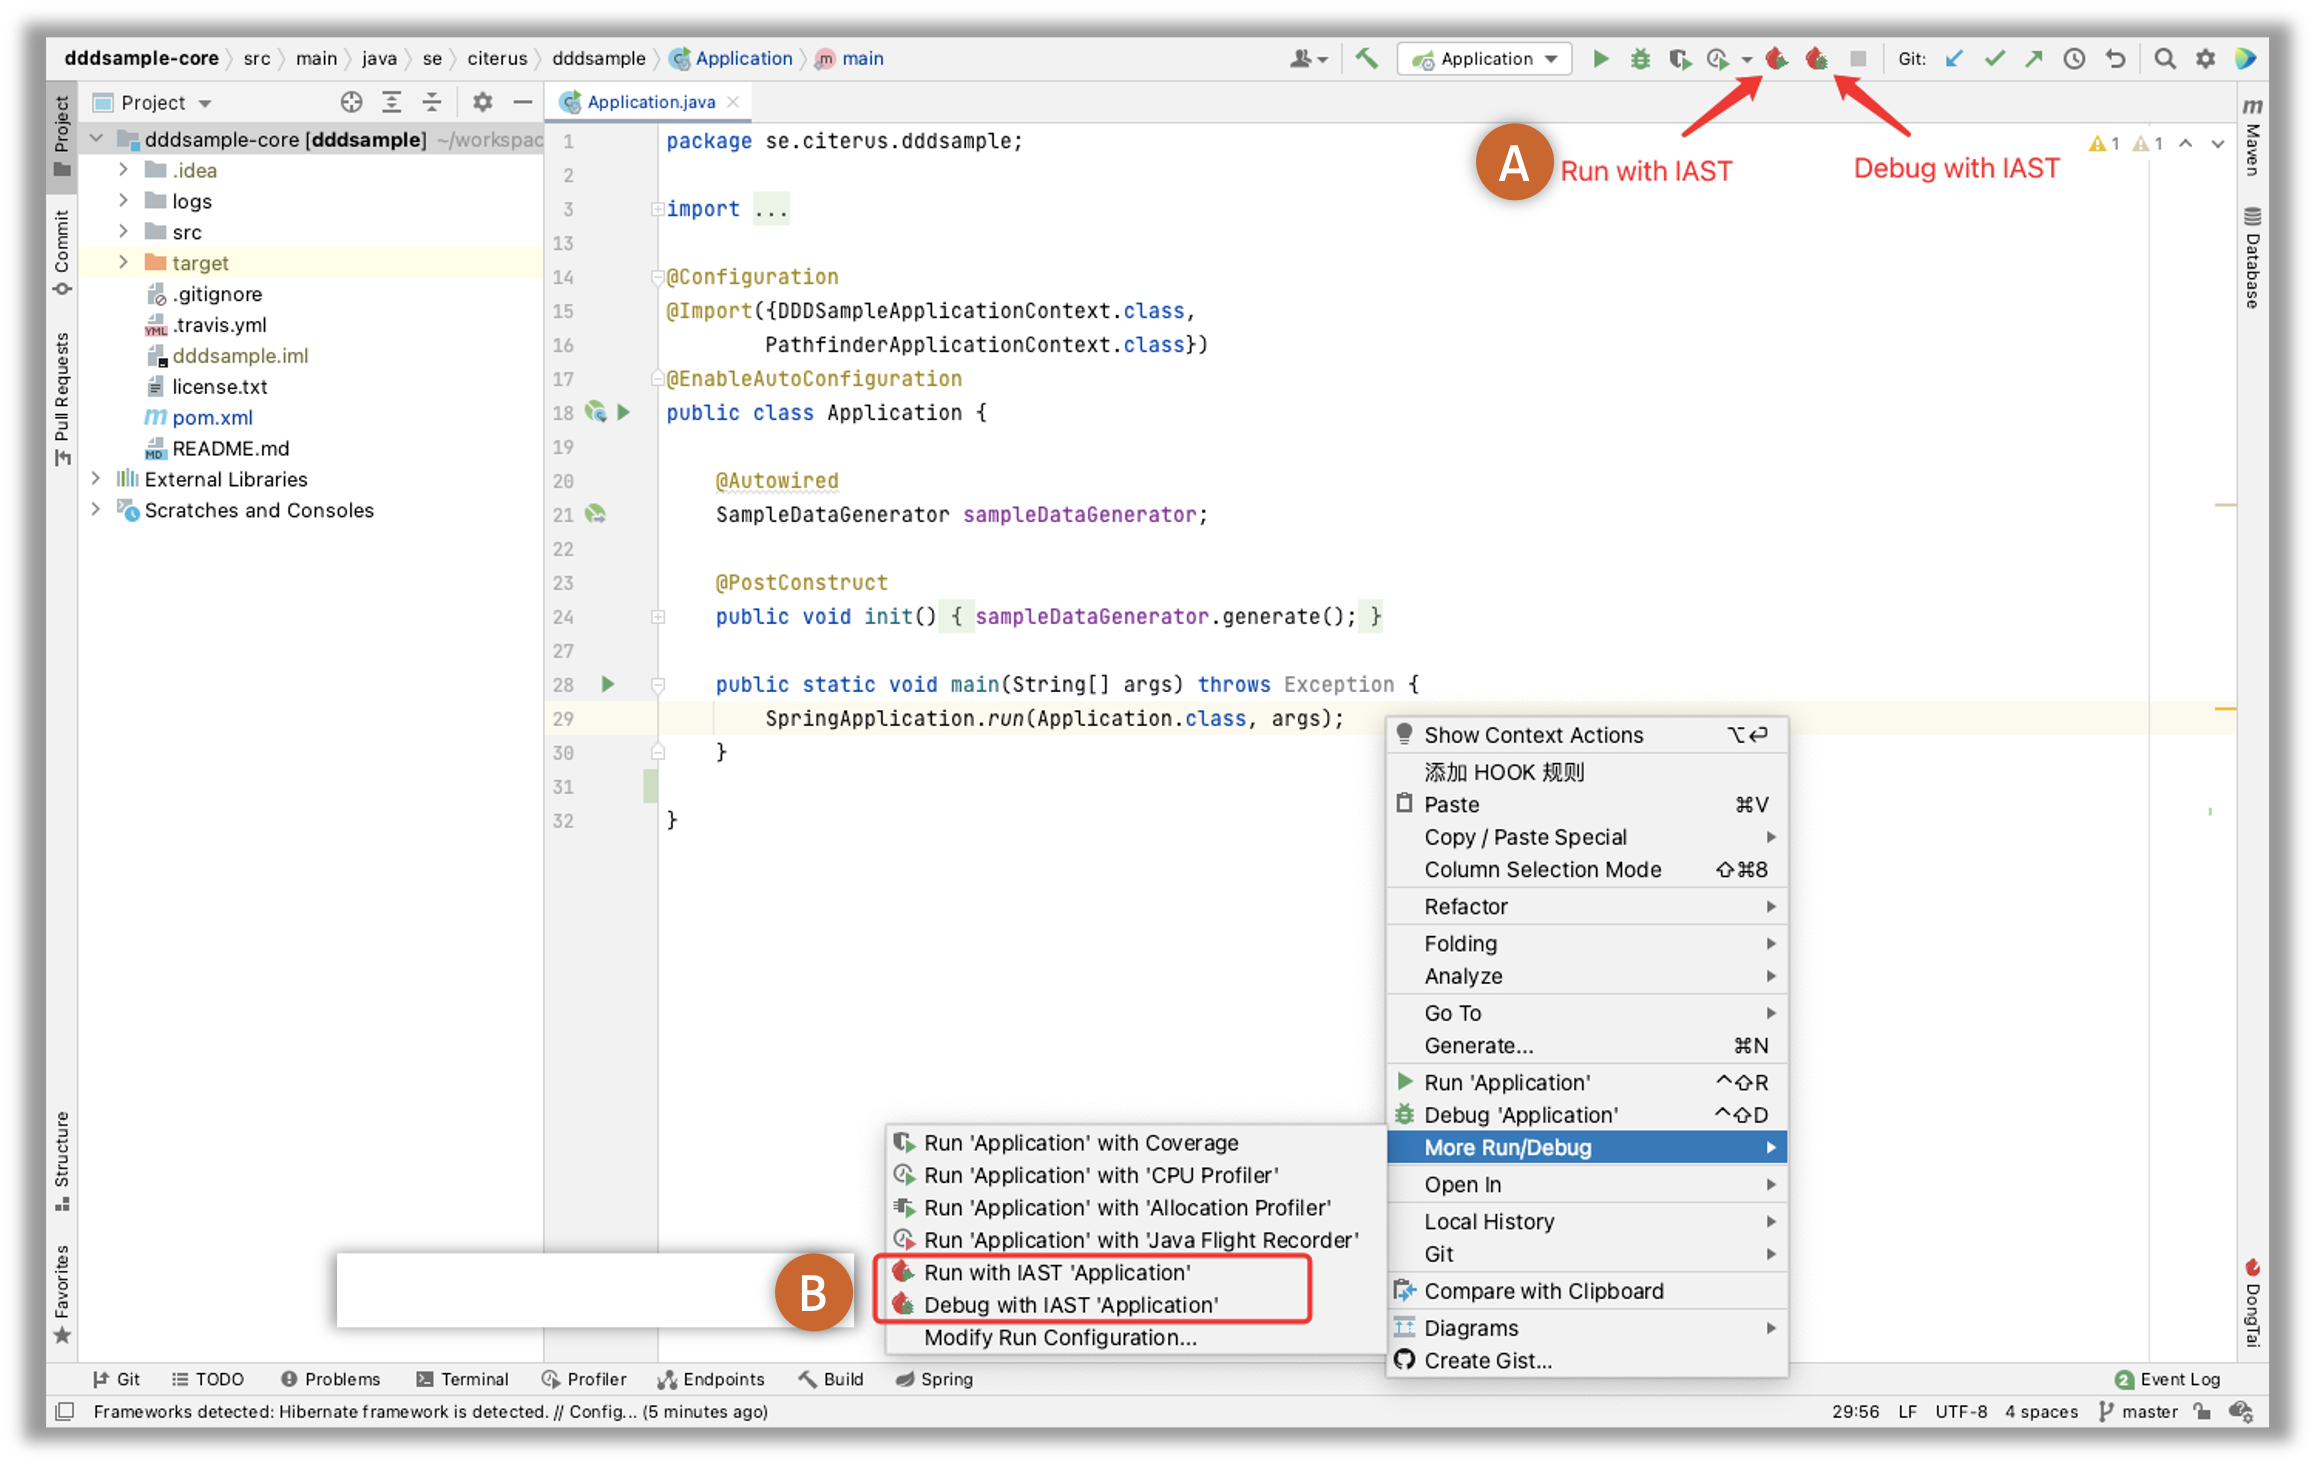 dddsample-core src main java se citerus dddsample Application main
Application Git:
Project
Application.java
A
Run with IAST
Debug with IAST
1 1
Project
Commit
Pull Requests
Structure
Favorites
Maven
Database
DongTai
dddsample-core [dddsample] ~/workspac
.idea
logs
src
target
.gitignore
.travis.yml
dddsample.iml
license.txt
pom.xml
README.md
External Libraries
Scratches and Consoles
1 package se.citerus.dddsample;
2
3 import ...
13
14 @Configuration
15 @Import({DDDSampleApplicationContext.class,
16 PathfinderApplicationContext.class})
17 @EnableAutoConfiguration
18 public class Application {
19
20 @Autowired
21 SampleDataGenerator sampleDataGenerator;
22
23 @PostConstruct
24 public void init() { sampleDataGenerator.generate(); }
27
28 public static void main(String[] args) throws Exception {
29 SpringApplication.run(Application.class, args);
30 }
31
32 }
Show Context Actions ⌥⏎
添加 HOOK 规则
Paste ⌘V
Copy / Paste Special
Column Selection Mode ⇧⌘8
Refactor
Folding
Analyze
Go To
Generate... ⌘N
Run 'Application' ^⇧R
Debug 'Application' ^⇧D
More Run/Debug
Open In
Local History
Git
Compare with Clipboard
Diagrams
Create Gist...
Run 'Application' with Coverage
Run 'Application' with 'CPU Profiler'
Run 'Application' with 'Allocation Profiler'
Run 'Application' with 'Java Flight Recorder'
B
Run with IAST 'Application'
Debug with IAST 'Application'
Modify Run Configuration...
Git TODO Problems Terminal Profiler Endpoints Build Spring 2 Event Log
Frameworks detected: Hibernate framework is detected. // Config... (5 minutes ago) 29:56 LF UTF-8 4 spaces master